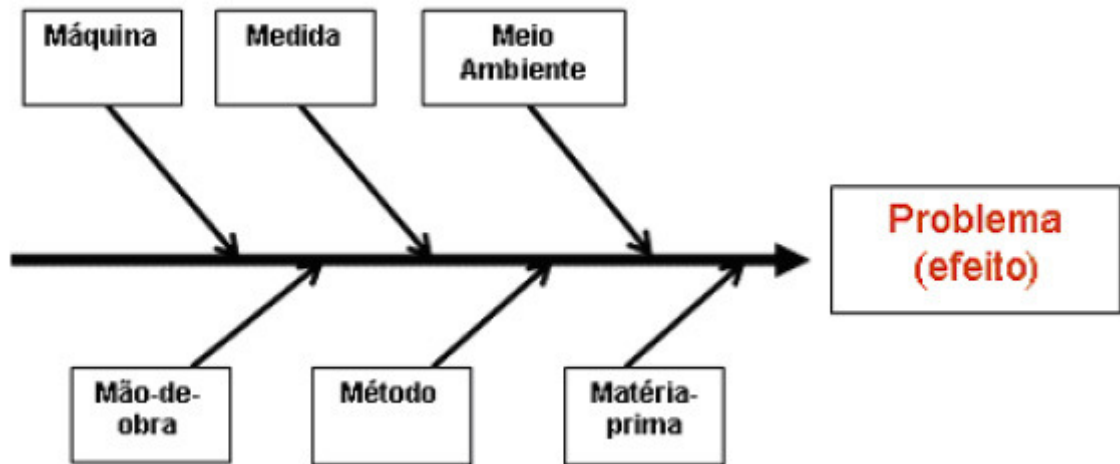 Máquina
Medida
Meio
Ambiente
Problema
(efeito)
Mão-de-
obra
Método
Matéria-
prima